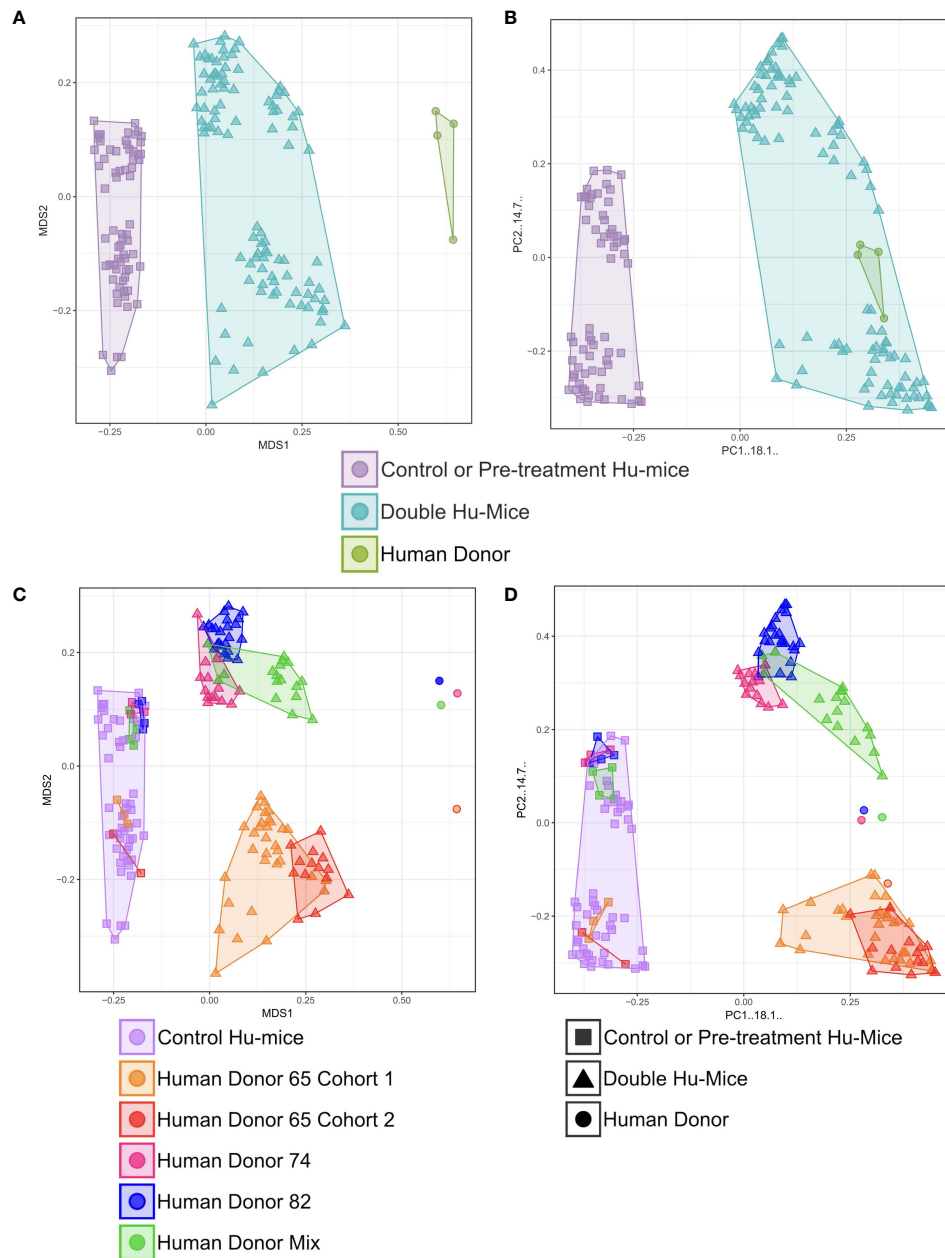 A
B
0.2
0.0
−0.2
MDS2
−0.25
0.00
0.25
0.50
MDS1
0.4
0.2
0.0
−0.2
PC2..14.7..
−0.25
0.00
0.25
PC1..18.1..
Control or Pre-treatment Hu-mice
Double Hu-Mice
Human Donor
C
D
0.2
0.0
−0.2
MDS2
−0.25
0.00
0.25
0.50
MDS1
0.4
0.2
0.0
−0.2
PC2..14.7..
−0.25
0.00
0.25
PC1..18.1..
Control Hu-mice
Human Donor 65 Cohort 1
Human Donor 65 Cohort 2
Human Donor 74
Human Donor 82
Human Donor Mix
Control or Pre-treatment Hu-Mice
Double Hu-Mice
Human Donor